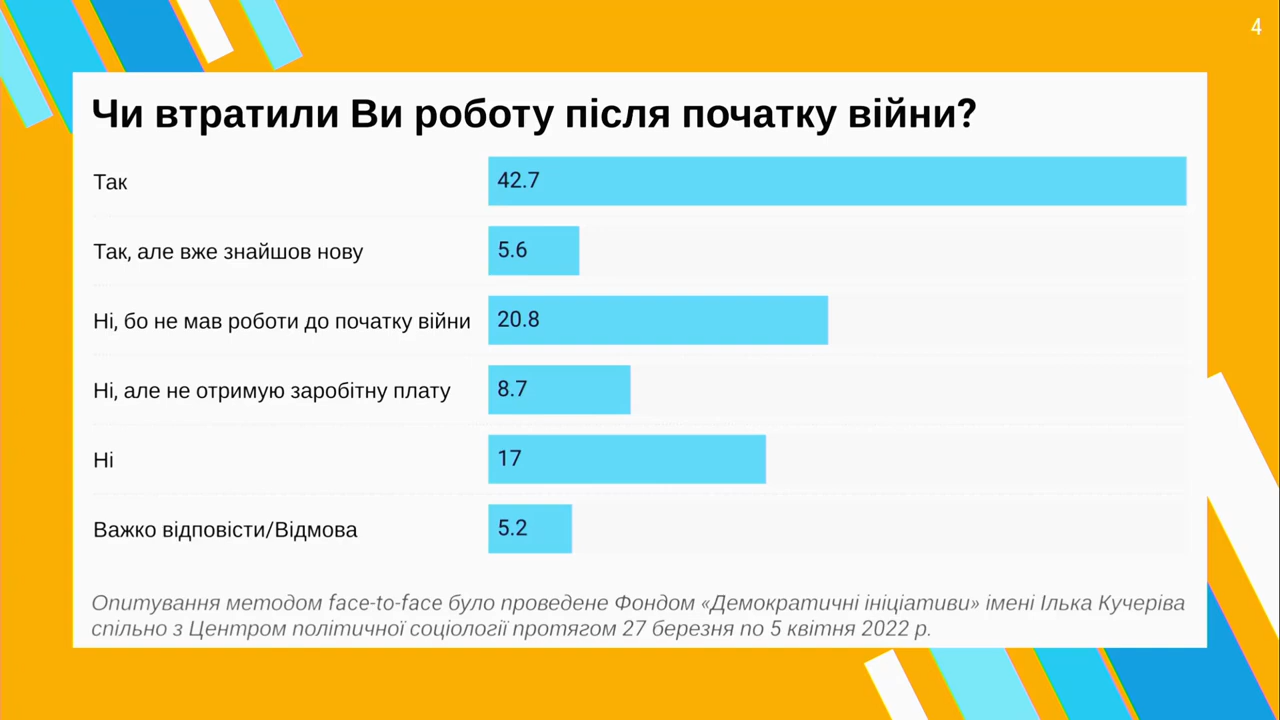 4
Чи втратили Ви роботу після початку війни?
Так 42.7
Так, але вже знайшов нову 5.6
Ні, бо не мав роботи до початку війни 20.8
Ні, але не отримую заробітну плату 8.7
Ні 17
Важко відповісти/Відмова 5.2
Опитування методом face-to-face було проведене Фондом «Демократичні ініціативи» імені Ілька Кучеріва
спільно з Центром політичної соціології протягом 27 березня по 5 квітня 2022 р.